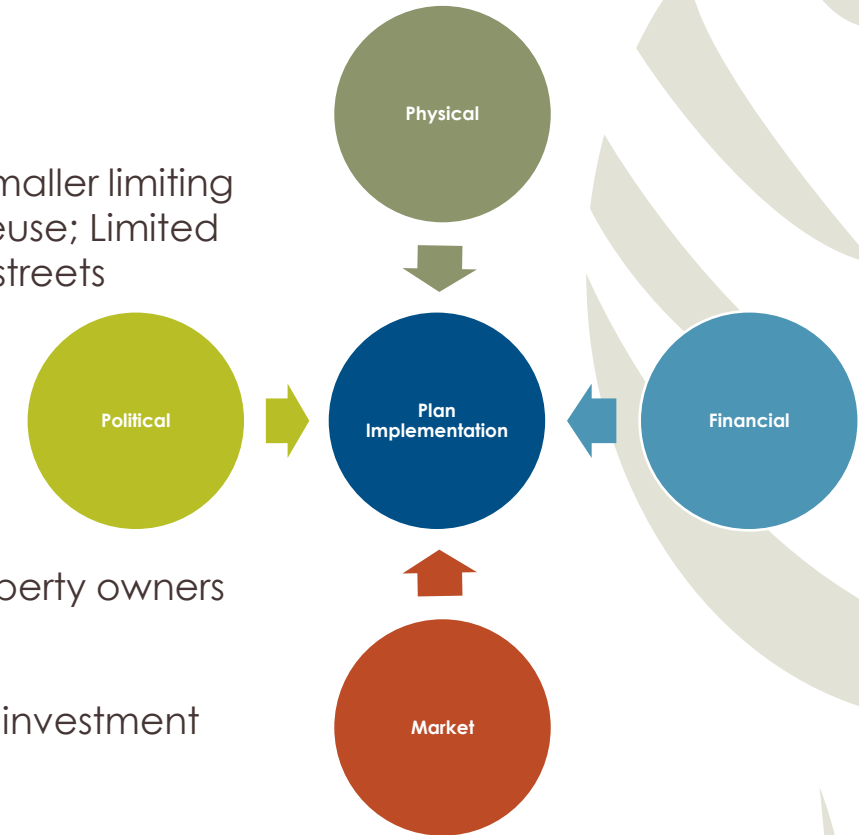 Physical
maller limiting
euse; Limited
streets
Political
Plan
Implementation
Financial
perty owners
investment
Market